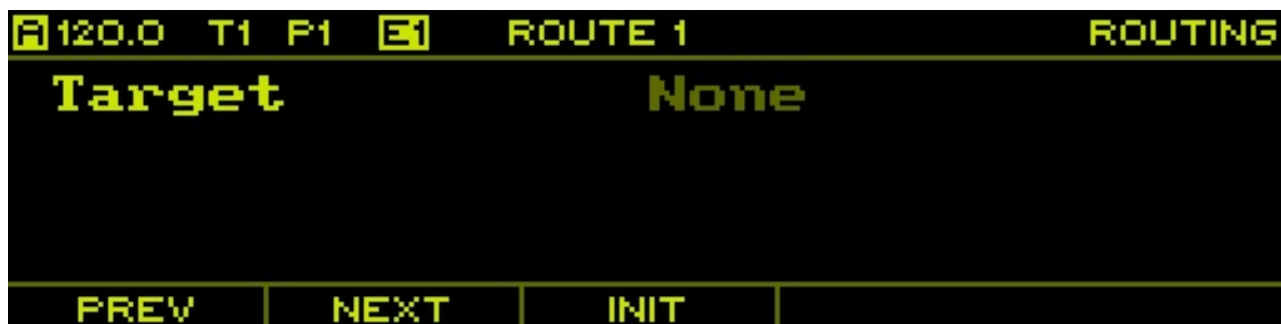 A 120.0 T1 P1 E1 ROUTE 1 ROUTING
Target None
PREV NEXT INIT